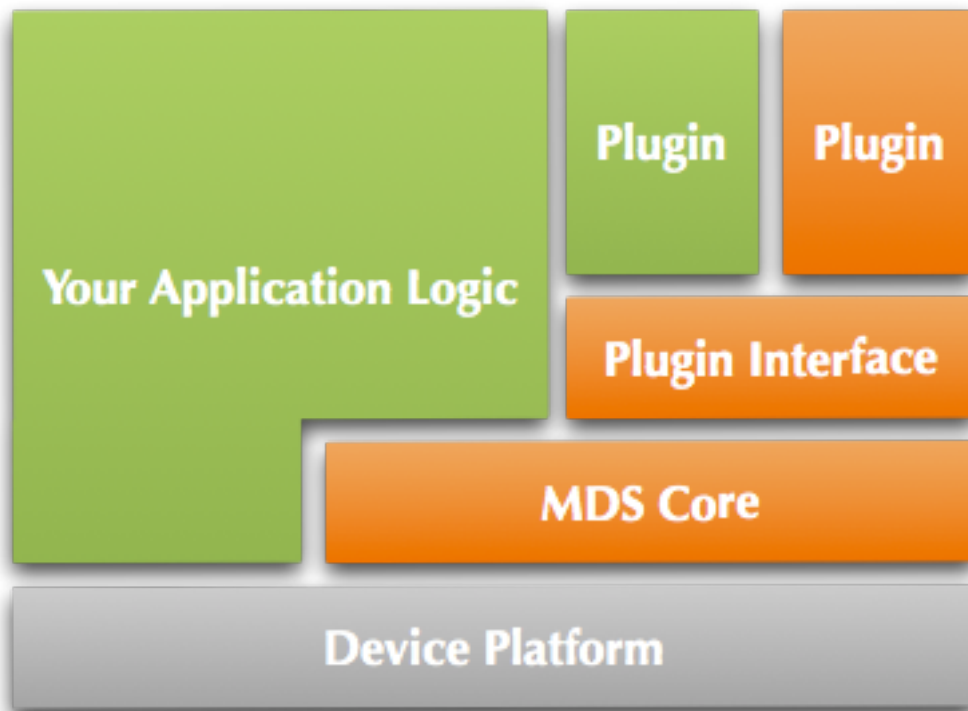 Plugin
Plugin
Your Application Logic
Plugin Interface
MDS Core
Device Platform